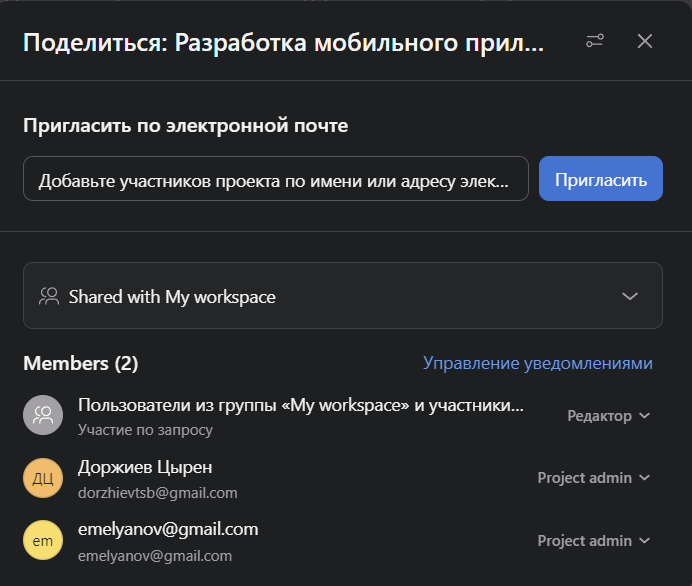 Поделиться: Разработка мобильного прил...
Пригласить по электронной почте
Добавьте участников проекта по имени или адресу элек...
Пригласить
Shared with My workspace
Members (2)
Управление уведомлениями
Пользователи из группы «My workspace» и участники...
Участие по запросу
Редактор
ДЦ
Доржиев Цырен
dorzhievtsb@gmail.com
Project admin
em
emelyanov@gmail.com
emelyanov@gmail.com
Project admin